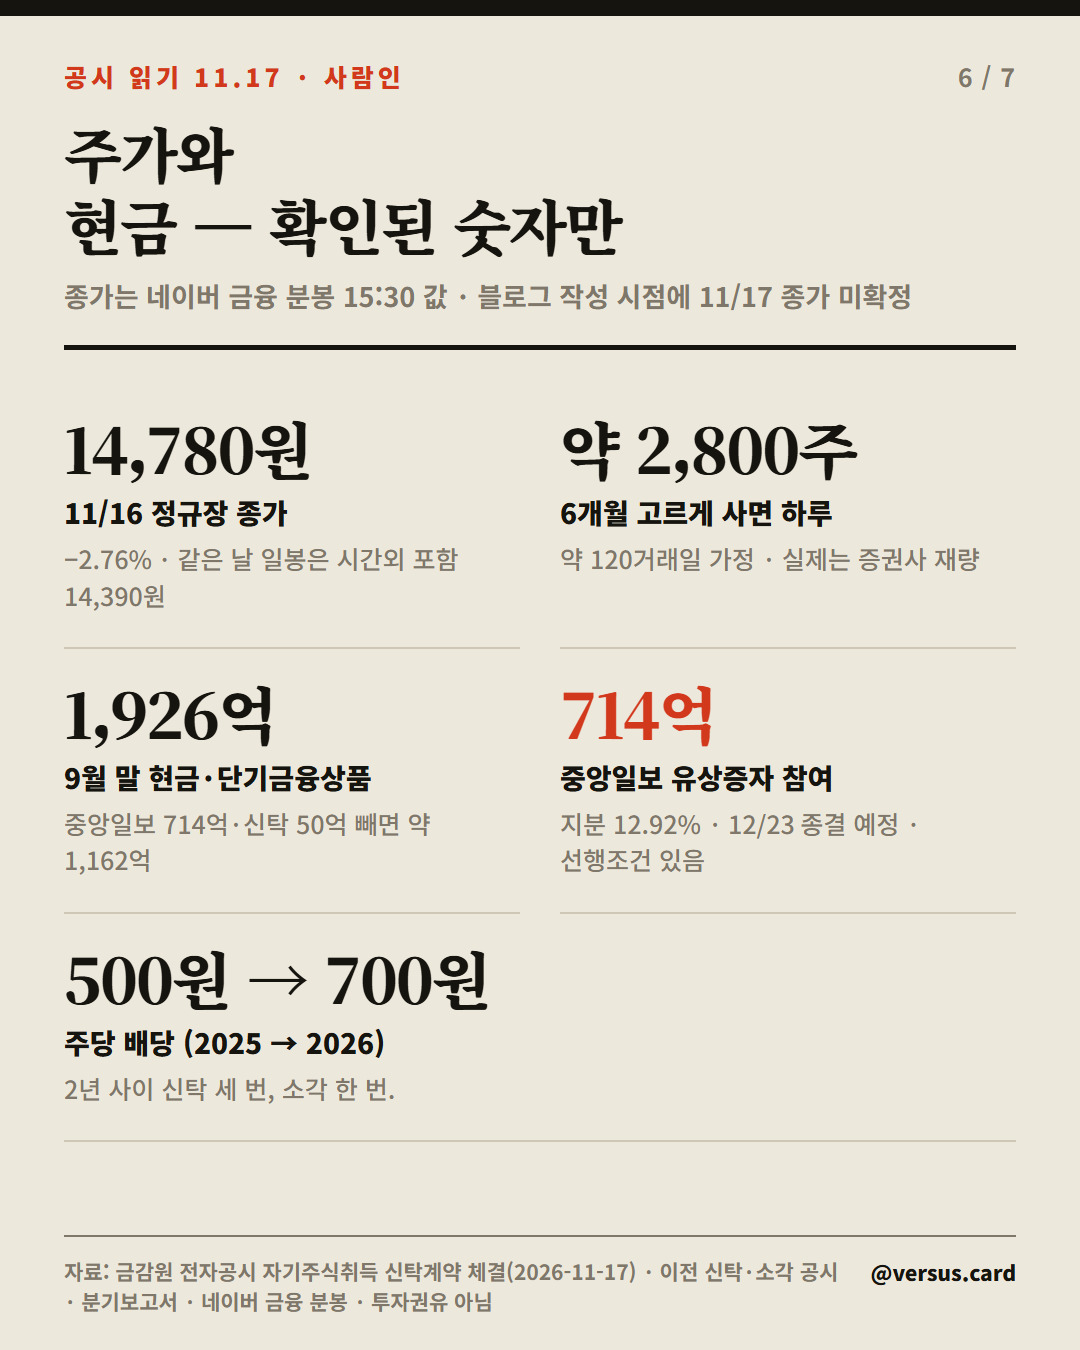 공시 읽기 11.17 · 사람인
6 / 7
주가와
현금 — 확인된 숫자만
종가는 네이버 금융 분봉 15:30 값 · 블로그 작성 시점에 11/17 종가 미확정
14,780원
11/16 정규장 종가
−2.76% · 같은 날 일봉은 시간외 포함
14,390원
약 2,800주
6개월 고르게 사면 하루
약 120거래일 가정 · 실제는 증권사 재량
1,926억
9월 말 현금·단기금융상품
중앙일보 714억·신탁 50억 빼면 약
1,162억
714억
중앙일보 유상증자 참여
지분 12.92% · 12/23 종결 예정 ·
선행조건 있음
500원 → 700원
주당 배당 (2025 → 2026)
2년 사이 신탁 세 번, 소각 한 번.
자료: 금감원 전자공시 자기주식취득 신탁계약 체결(2026-11-17) · 이전 신탁·소각 공시
· 분기보고서 · 네이버 금융 분봉 · 투자권유 아님
@versus.card